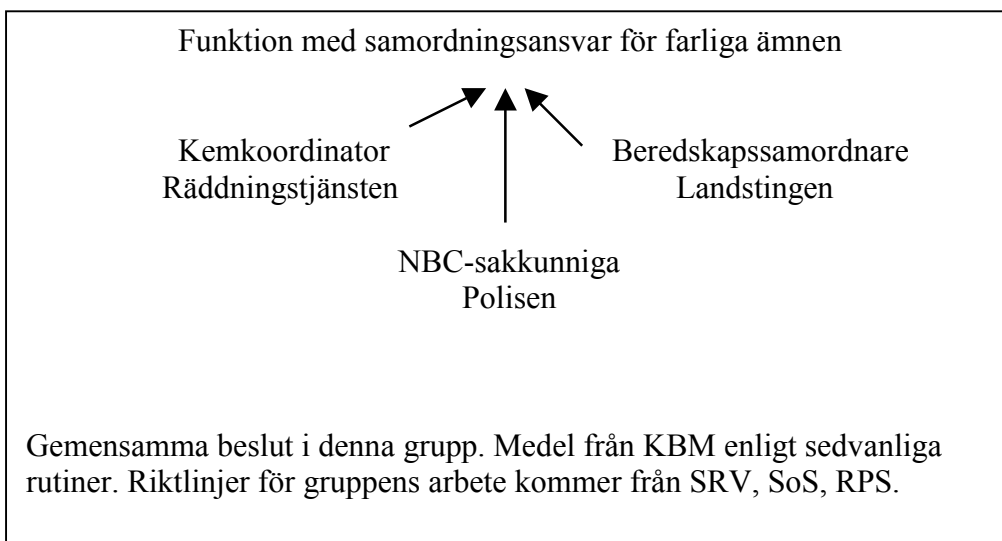 Funktion med samordningsansvar för farliga ämnen
Kemkoordinator
Räddningstjänsten
Beredskapssamordnare
Landstingen
NBC-sakkunniga
Polisen
Gemensamma beslut i denna grupp. Medel från KBM enligt sedvanliga
rutiner. Riktlinjer för gruppens arbete kommer från SRV, SoS, RPS.